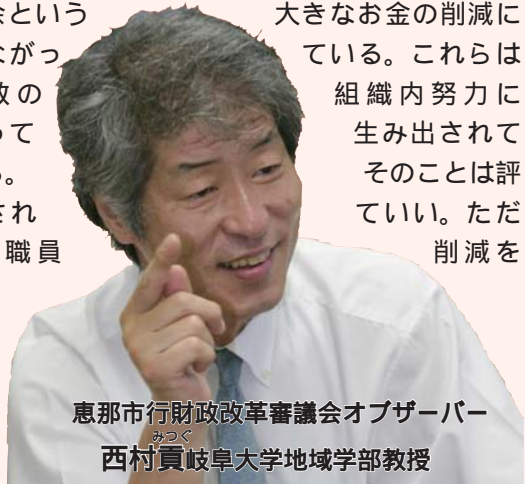 という
ながっ
の
って
。
され
職員
大きなお金の削減に
ている。これらは
組織内努力に
生み出されて
そのことは評
ていい。ただ
削減を
恵那市行財政改革審議会オブザーバー
みつぐ
西村貢岐阜大学地域学部教授